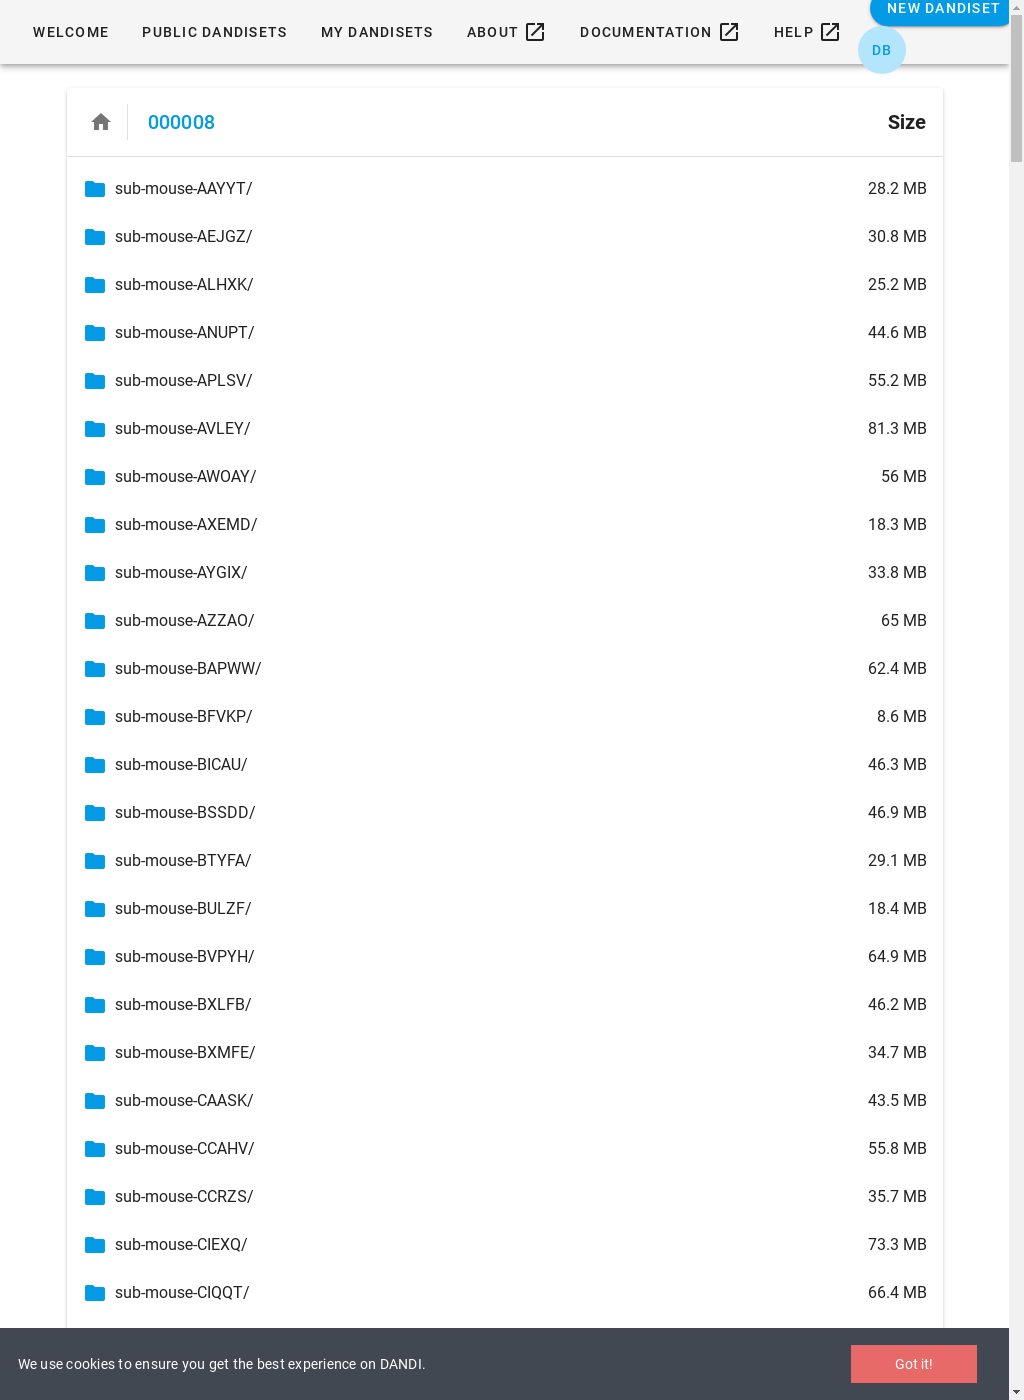 WELCOME PUBLIC DANDISETS MY DANDISETS ABOUT DOCUMENTATION HELP NEW DANDISET
DB
000008 Size
sub-mouse-AAYYT/ 28.2 MB
sub-mouse-AEJGZ/ 30.8 MB
sub-mouse-ALHXK/ 25.2 MB
sub-mouse-ANUPT/ 44.6 MB
sub-mouse-APLSV/ 55.2 MB
sub-mouse-AVLEY/ 81.3 MB
sub-mouse-AWOAY/ 56 MB
sub-mouse-AXEMD/ 18.3 MB
sub-mouse-AYGIX/ 33.8 MB
sub-mouse-AZZAO/ 65 MB
sub-mouse-BAPWW/ 62.4 MB
sub-mouse-BFVKP/ 8.6 MB
sub-mouse-BICAU/ 46.3 MB
sub-mouse-BSSDD/ 46.9 MB
sub-mouse-BTYFA/ 29.1 MB
sub-mouse-BULZF/ 18.4 MB
sub-mouse-BVPYH/ 64.9 MB
sub-mouse-BXLFB/ 46.2 MB
sub-mouse-BXMFE/ 34.7 MB
sub-mouse-CAASK/ 43.5 MB
sub-mouse-CCAHV/ 55.8 MB
sub-mouse-CCRZS/ 35.7 MB
sub-mouse-CIEXQ/ 73.3 MB
sub-mouse-CIQQT/ 66.4 MB
We use cookies to ensure you get the best experience on DANDI. Got it!